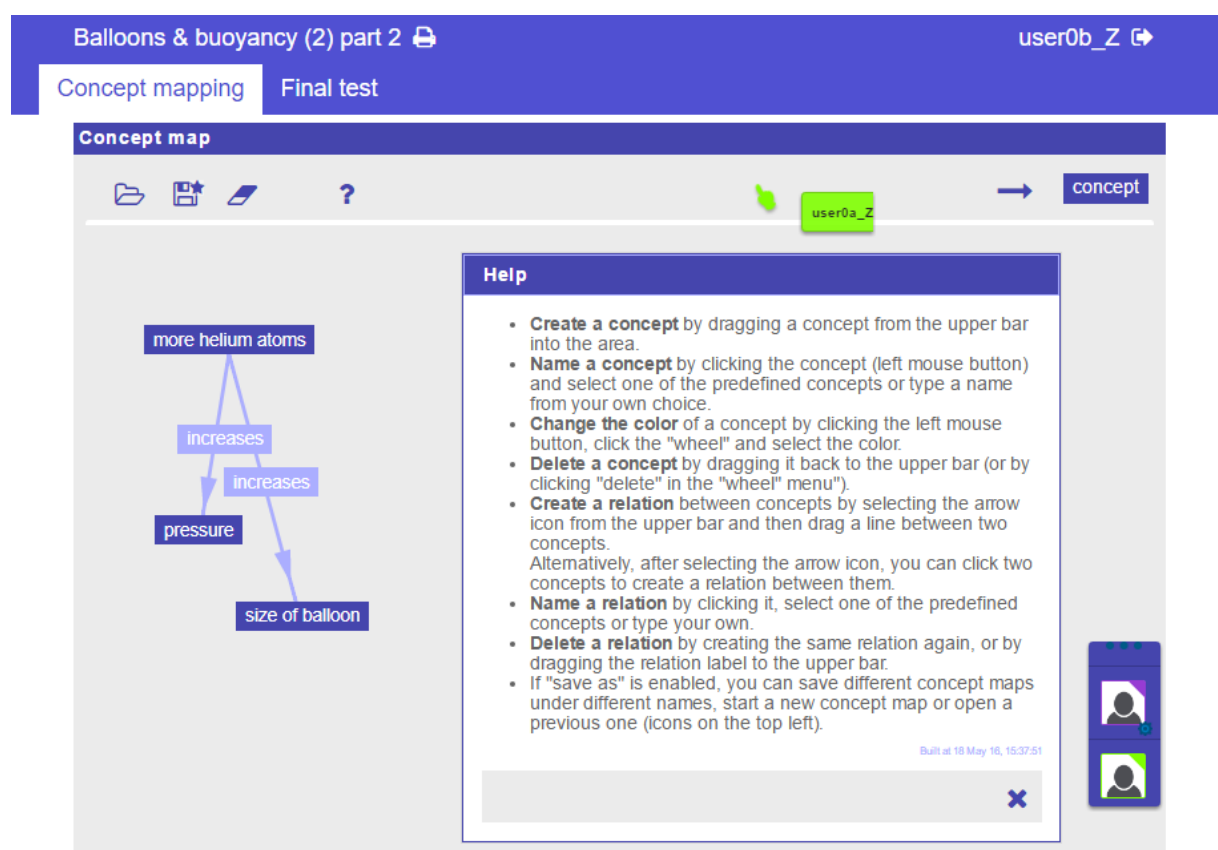 Balloons & buoyancy (2) part 2
user0b_Z
Concept mapping
Final test
Concept map
?
user0a_Z
concept
more helium atoms
increases
increases
pressure
size of balloon
Help
• Create a concept by dragging a concept from the upper bar
into the area.
• Name a concept by clicking the concept (left mouse button)
and select one of the predefined concepts or type a name
from your own choice.
• Change the color of a concept by clicking the left mouse
button, click the "wheel" and select the color.
• Delete a concept by dragging it back to the upper bar (or by
clicking "delete" in the "wheel" menu").
• Create a relation between concepts by selecting the arrow
icon from the upper bar and then drag a line between two
concepts.
Alternatively, after selecting the arrow icon, you can click two
concepts to create a relation between them.
• Name a relation by clicking it, select one of the predefined
concepts or type your own.
• Delete a relation by creating the same relation again, or by
dragging the relation label to the upper bar.
• If "save as" is enabled, you can save different concept maps
under different names, start a new concept map or open a
previous one (icons on the top left).
Built at 18 May 16, 15:37:51